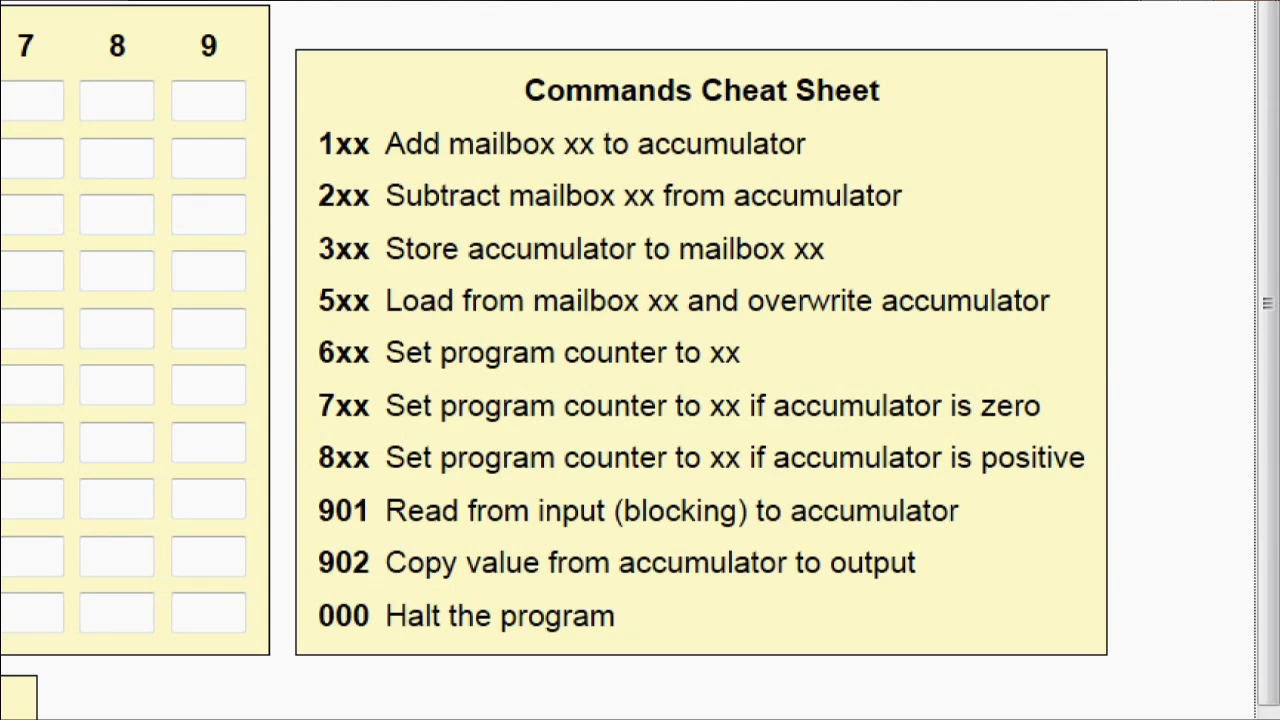 7 8 9
Commands Cheat Sheet
1xx Add mailbox xx to accumulator
2xx Subtract mailbox xx from accumulator
3xx Store accumulator to mailbox xx
5xx Load from mailbox xx and overwrite accumulator
6xx Set program counter to xx
7xx Set program counter to xx if accumulator is zero
8xx Set program counter to xx if accumulator is positive
901 Read from input (blocking) to accumulator
902 Copy value from accumulator to output
000 Halt the program